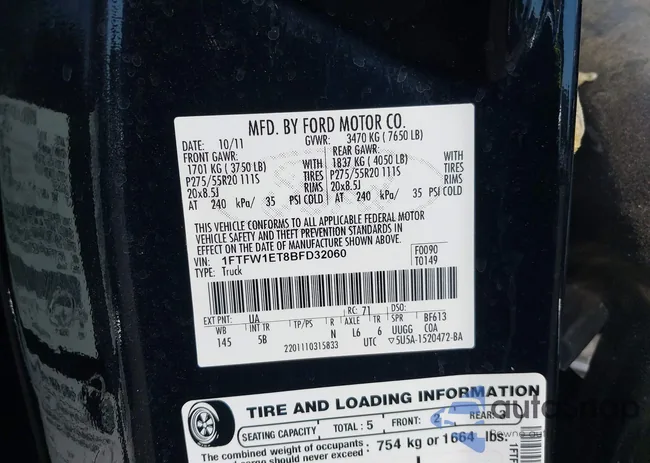 MFD. BY FORD MOTOR CO.
DATE: 10/11 GVWR: 3470 KG ( 7650 LB)
FRONT GAWR: REAR GAWR:
1701 KG ( 3750 LB) WITH 1837 KG ( 4050 LB) WITH
P275/55R20 111S TIRES P275/55R20 111S TIRES
20x8.5J RIMS 20x8.5J RIMS
AT 240 kPa/ 35 PSI COLD AT 240 kPa/ 35 PSI COLD
THIS VEHICLE CONFORMS TO ALL APPLICABLE FEDERAL MOTOR
VEHICLE SAFETY AND THEFT PREVENTION STANDARDS IN
EFFECT ON THE DATE OF MANUFACTURE SHOWN ABOVE.
VIN: 1FTFW1ET8BFD32060 F0090
TYPE: Truck T0149
EXT PNT: UA RC: 71 DSO:
WB INT TR TP/PS R AXLE TR SPR BF613
145 5B N L6 6 UUGG COA
2201110315833 UTC ▽5U5A-1520472-BA
TIRE AND LOADING INFORMATION
SEATING CAPACITY TOTAL : 5 FRONT: 2 REAR: 3
The combined weight of occupants 754 kg or 1664 lbs.
autosnap